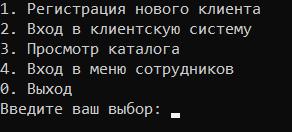 1. Регистрация нового клиента
2. Вход в клиентскую систему
3. Просмотр каталога
4. Вход в меню сотрудников
0. Выход
Введите ваш выбор: